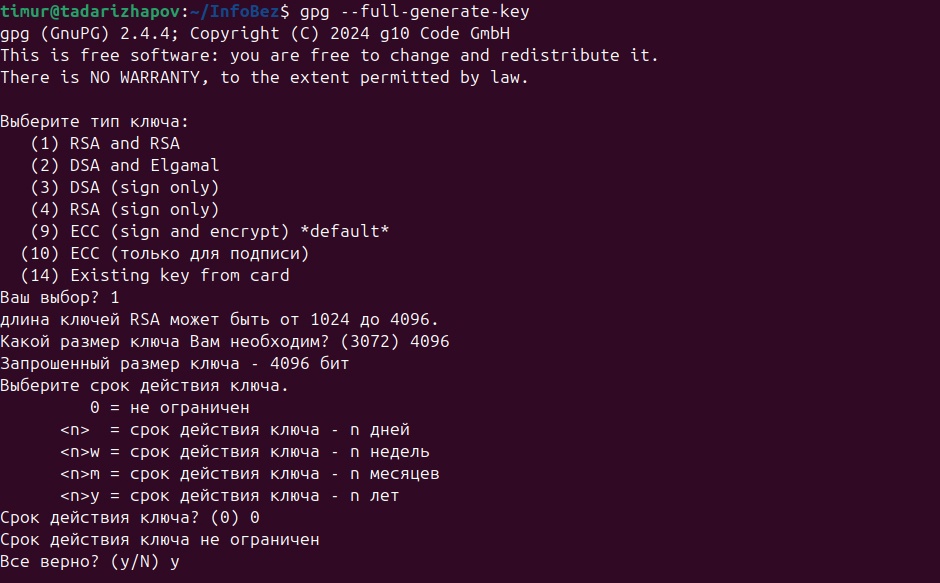 timur@tadarizhapov:~/InfoBez$ gpg --full-generate-key
gpg (GnuPG) 2.4.4; Copyright (C) 2024 g10 Code GmbH
This is free software: you are free to change and redistribute it.
There is NO WARRANTY, to the extent permitted by law.
Выберите тип ключа:
(1) RSA and RSA
(2) DSA and Elgamal
(3) DSA (sign only)
(4) RSA (sign only)
(9) ECC (sign and encrypt) *default*
(10) ECC (только для подписи)
(14) Existing key from card
Ваш выбор? 1
длина ключей RSA может быть от 1024 до 4096.
Какой размер ключа Вам необходим? (3072) 4096
Запрошенный размер ключа - 4096 бит
Выберите срок действия ключа.
0 = не ограничен
<n> = срок действия ключа - n дней
<n>w = срок действия ключа - n недель
<n>m = срок действия ключа - n месяцев
<n>y = срок действия ключа - n лет
Срок действия ключа? (0) 0
Срок действия ключа не ограничен
Все верно? (y/N) y